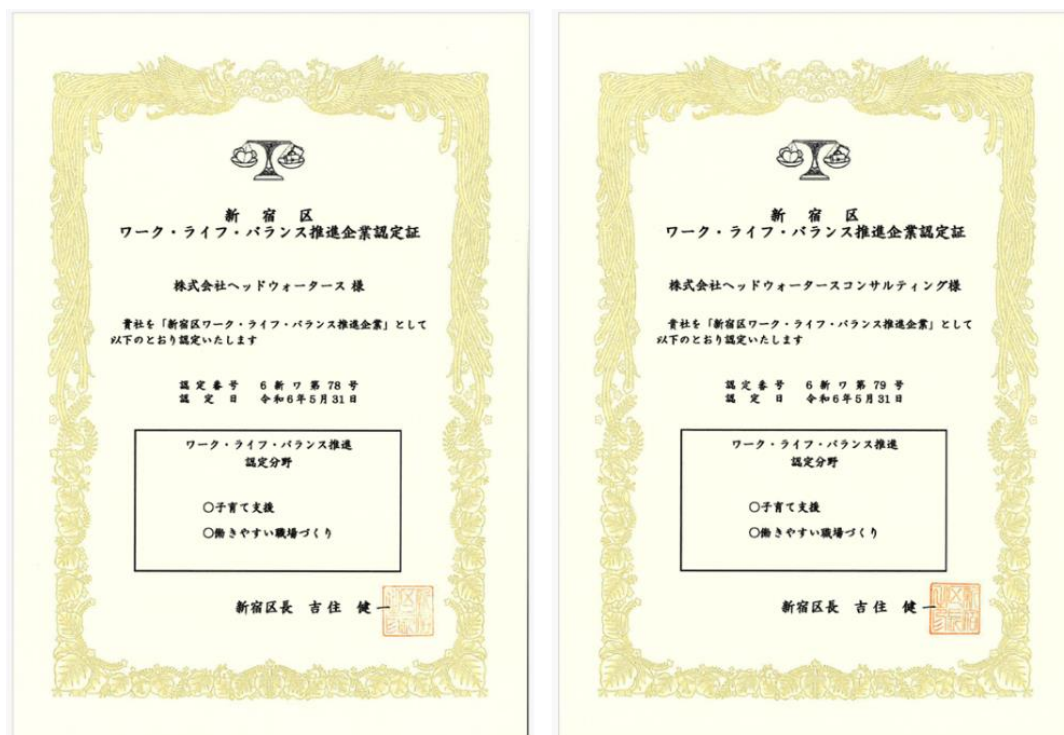 新宿区
ワーク・ライフ・バランス推進企業認定証
株式会社ヘッドウォータース 様
貴社を「新宿区ワーク・ライフ・バランス推進企業」として
以下のとおり認定いたします
認定番号 6新ワ第78号
認定日 令和6年5月31日
ワーク・ライフ・バランス推進
認定分野
○子育て支援
○働きやすい職場づくり
新宿区長 吉住 健一
新宿区
ワーク・ライフ・バランス推進企業認定証
株式会社ヘッドウォータースコンサルティング様
貴社を「新宿区ワーク・ライフ・バランス推進企業」として
以下のとおり認定いたします
認定番号 6新ワ第79号
認定日 令和6年5月31日
ワーク・ライフ・バランス推進
認定分野
○子育て支援
○働きやすい職場づくり
新宿区長 吉住 健一